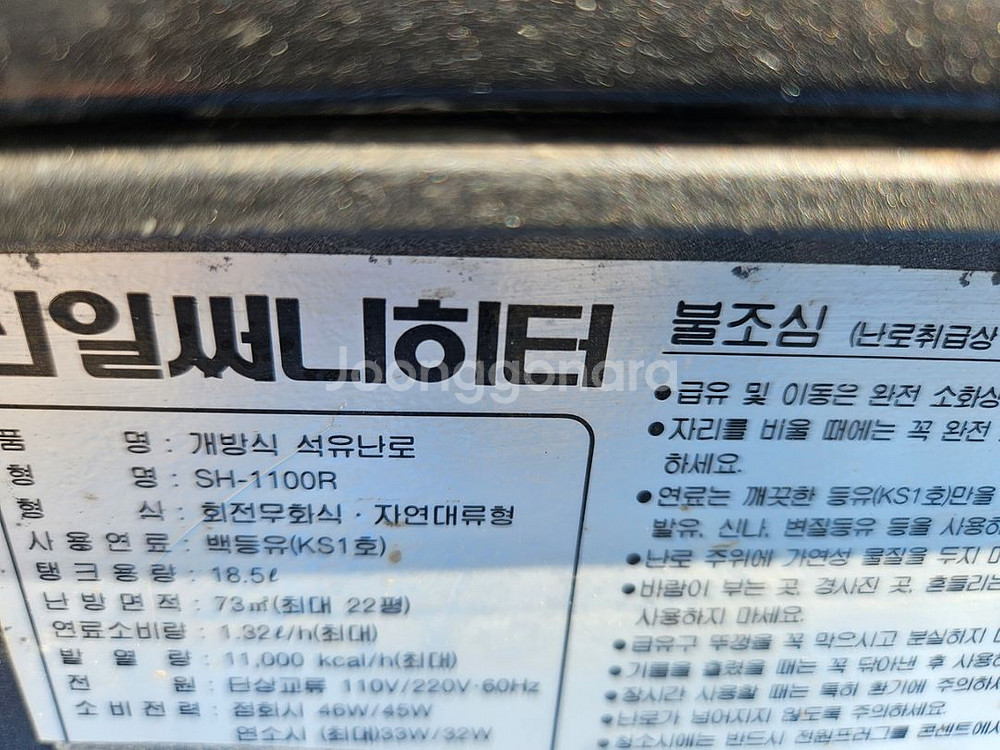 신일써니히터
Joonggonara
품 명 : 개방식 석유난로
형 명 : SH-1100R
형 식 : 회전무화식 · 자연대류형
사 용 연 료 : 백등유(KS1호)
탱 크 용 량 : 18.5ℓ
난 방 면 적 : 73㎡(최대 22평)
연료소비량 : 1.32ℓ/h(최대)
발 열 량 : 11,000 kcal/h(최대)
전 원 : 단상교류 110V/220V·60Hz
소 비 전 력 : 점화시 46W/45W
연소시 (최대)33W/32W
불조심 (난로취급상
●급유 및 이동은 완전 소화상
●자리를 비울 때에는 꼭 완전
하세요.
●연료는 깨끗한 등유(KS1호)만을
발유, 신나, 변질등유 등을 사용하
●난로 주위에 가연성 물질을 두지 마
●바람이 부는 곳, 경사진 곳, 흔들리는
사용하지 마세요.
●급유구 뚜껑을 꼭 막으시고 분실하지
●기름을 흘렸을 때는 꼭 닦아낸 후 사용하
●장시간 사용할 때는 특히 환기에 주의하세
●난로가 넘어지지 않도록 주의하세요.
●청소시에는 반드시 전원프러그를 콘센트에서